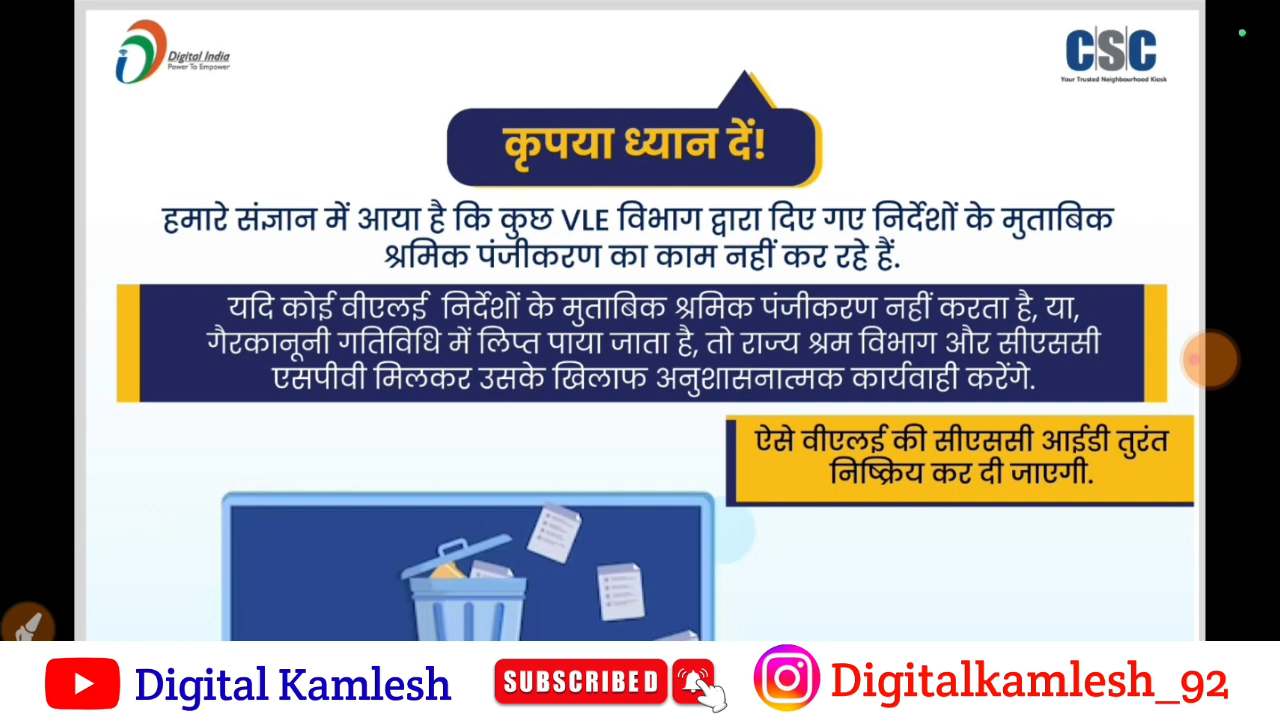 Digital India
Power To Empower
CSC
Your Trusted Neighbourhood Kiosk
कृपया ध्यान दें!
हमारे संज्ञान में आया है कि कुछ VLE विभाग द्वारा दिए गए निर्देशों के मुताबिक
श्रमिक पंजीकरण का काम नहीं कर रहे हैं.
यदि कोई वीएलई निर्देशों के मुताबिक श्रमिक पंजीकरण नहीं करता है, या,
गैरकानूनी गतिविधि में लिप्त पाया जाता है, तो राज्य श्रम विभाग और सीएससी
एसपीवी मिलकर उसके खिलाफ अनुशासनात्मक कार्यवाही करेंगे.
ऐसे वीएलई की सीएससी आईडी तुरंत
निष्क्रिय कर दी जाएगी.
Digital Kamlesh
SUBSCRIBED
Digitalkamlesh_92